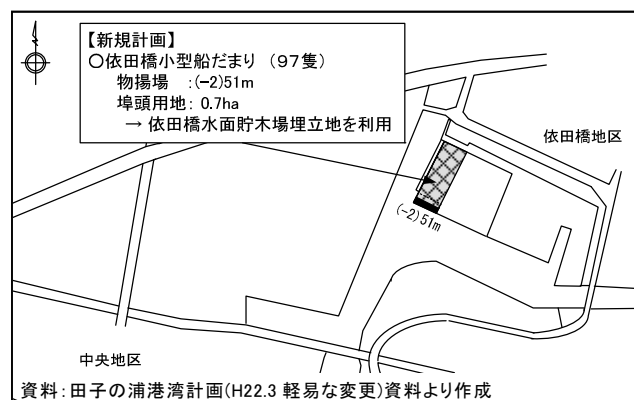 【新規計画】
○依田橋小型船だまり （97隻）
物揚場 :(-2)51m
埠頭用地: 0.7ha
→ 依田橋水面貯木場埋立地を利用
依田橋地区
(-2)51m
中央地区
資料：田子の浦港湾計画(H22.3 軽易な変更)資料より作成